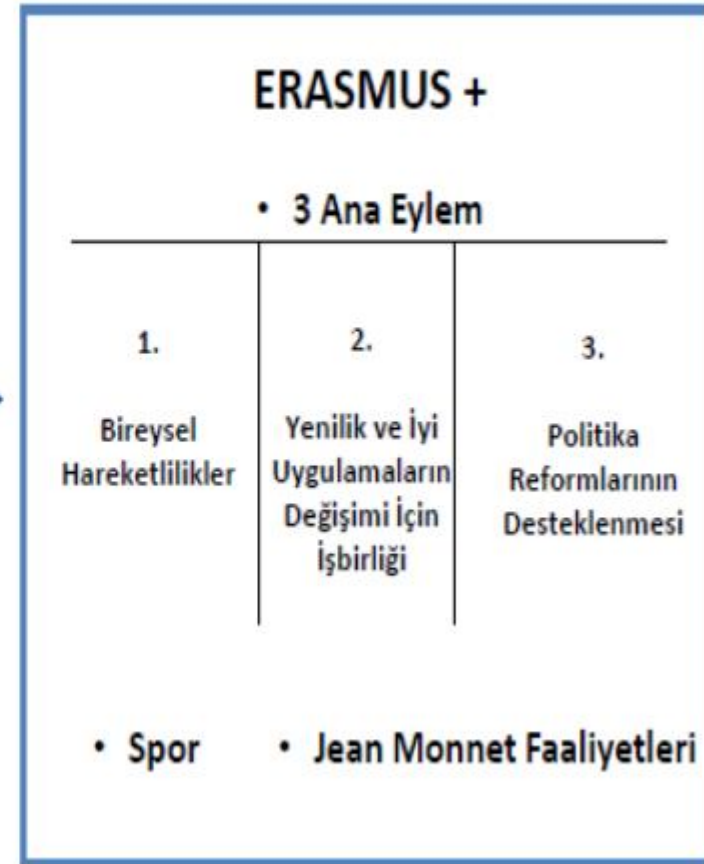 ERASMUS +
• 3 Ana Eylem
1.
Bireysel
Hareketlilikler
2.
Yenilik ve İyi
Uygulamaların
Değişimi İçin
İşbirliği
3.
Politika
Reformlarının
Desteklenmesi
• Spor
• Jean Monnet Faaliyetleri